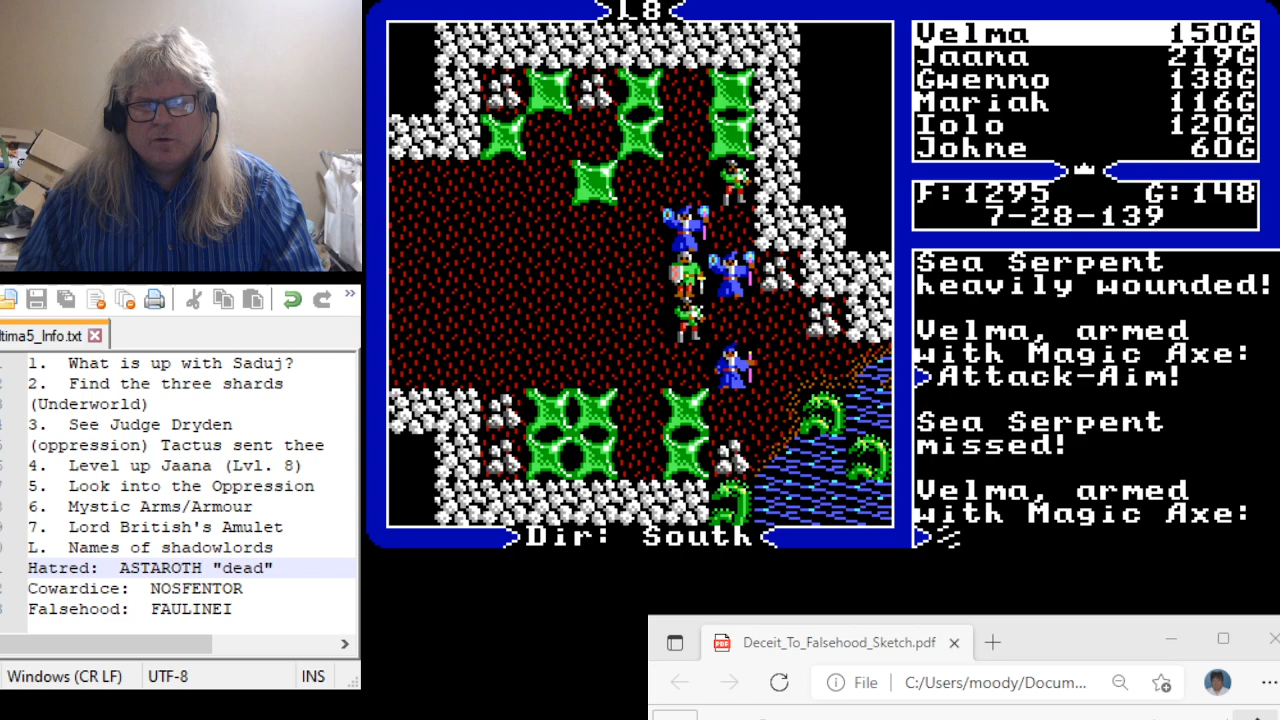 L8
Velma 150G
Jaana 219G
Gwenno 138G
Mariah 116G
Iolo 120G
Johne 60G
F:1295 G:148
7-28-139
Sea Serpent
heavily wounded!
Velma, armed
with Magic Axe:
Attack-Aim!
Sea Serpent
missed!
Velma, armed
with Magic Axe:
Dir: South
ltima5_Info.txt
1. What is up with Saduj?
2. Find the three shards
(Underworld)
3. See Judge Dryden
(oppression) Tactus sent thee
4. Level up Jaana (Lvl. 8)
5. Look into the Oppression
6. Mystic Arms/Armour
7. Lord British's Amulet
L. Names of shadowlords
Hatred: ASTAROTH "dead"
Cowardice: NOSFENTOR
Falsehood: FAULINEI
Windows (CR LF) UTF-8 INS
Deceit_To_Falsehood_Sketch.pdf
File C:/Users/moody/Docum...